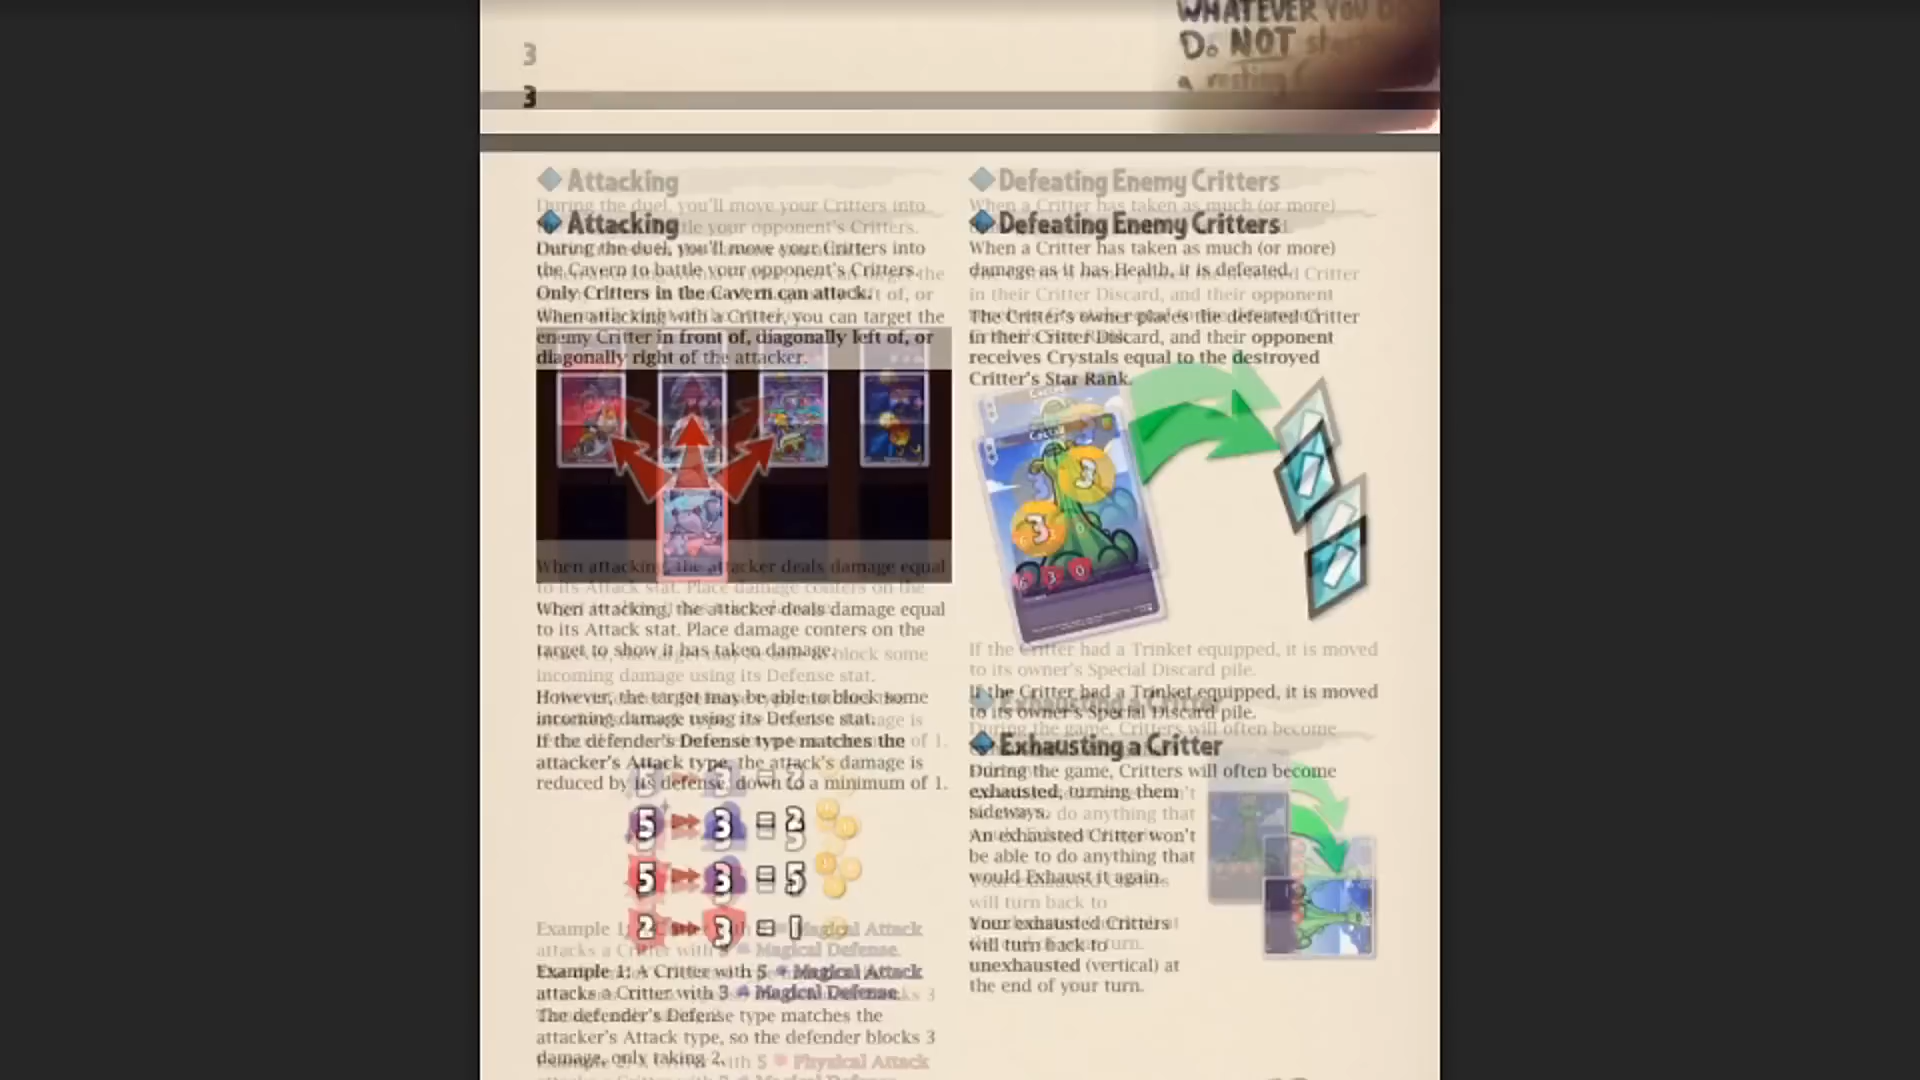 WHATEVER YOU
Do NOT
a resting
3
3
Attacking
During the duel, you'll move your Critters into
the Cavern to battle your opponent's Critters.
Only Critters in the Cavern can attack.
When attacking with a Critter, you can target the
enemy Critter in front of, diagonally left of, or
diagonally right of the attacker.
When attacking, the attacker deals damage equal
to its Attack stat. Place damage conters on the
target to show it has taken damage.
However, the target may be able to block some
incoming damage using its Defense stat.
If the defender's Defense type matches the
attacker's Attack type, the attack's damage is
reduced by its defense, down to a minimum of 1.
5 3 = 2
5 3 = 5
2 3 = 1
Example 1: A Critter with 5 Magical Attack
attacks a Critter with 3 Magical Defense.
The defender's Defense type matches the
attacker's Attack type, so the defender blocks 3
damage, only taking 2.
with 5 Physical Attack
Defeating Enemy Critters
When a Critter has taken as much (or more)
damage as it has Health, it is defeated.
The Critter's owner places the defeated Critter
in their Critter Discard, and their opponent
receives Crystals equal to the destroyed
Critter's Star Rank.
3
3
6 3 0
If the Critter had a Trinket equipped, it is moved
to its owner's Special Discard pile.
Exhausting a Critter
During the game, Critters will often become
exhausted, turning them
sideways.
An exhausted Critter won't
be able to do anything that
would Exhaust it again.
Your exhausted Critters
will turn back to
unexhausted (vertical) at
the end of your turn.